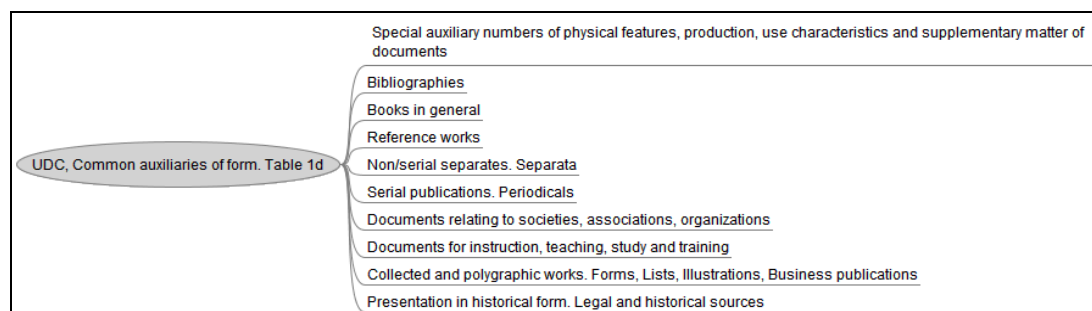 Special auxiliary numbers of physical features, production, use characteristics and supplementary matter of
documents
Bibliographies
Books in general
Reference works
UDC, Common auxiliaries of form. Table 1d
Non/serial separates. Separata
Serial publications. Periodicals
Documents relating to societies, associations, organizations
Documents for instruction, teaching, study and training
Collected and polygraphic works. Forms, Lists, Illustrations, Business publications
Presentation in historical form. Legal and historical sources